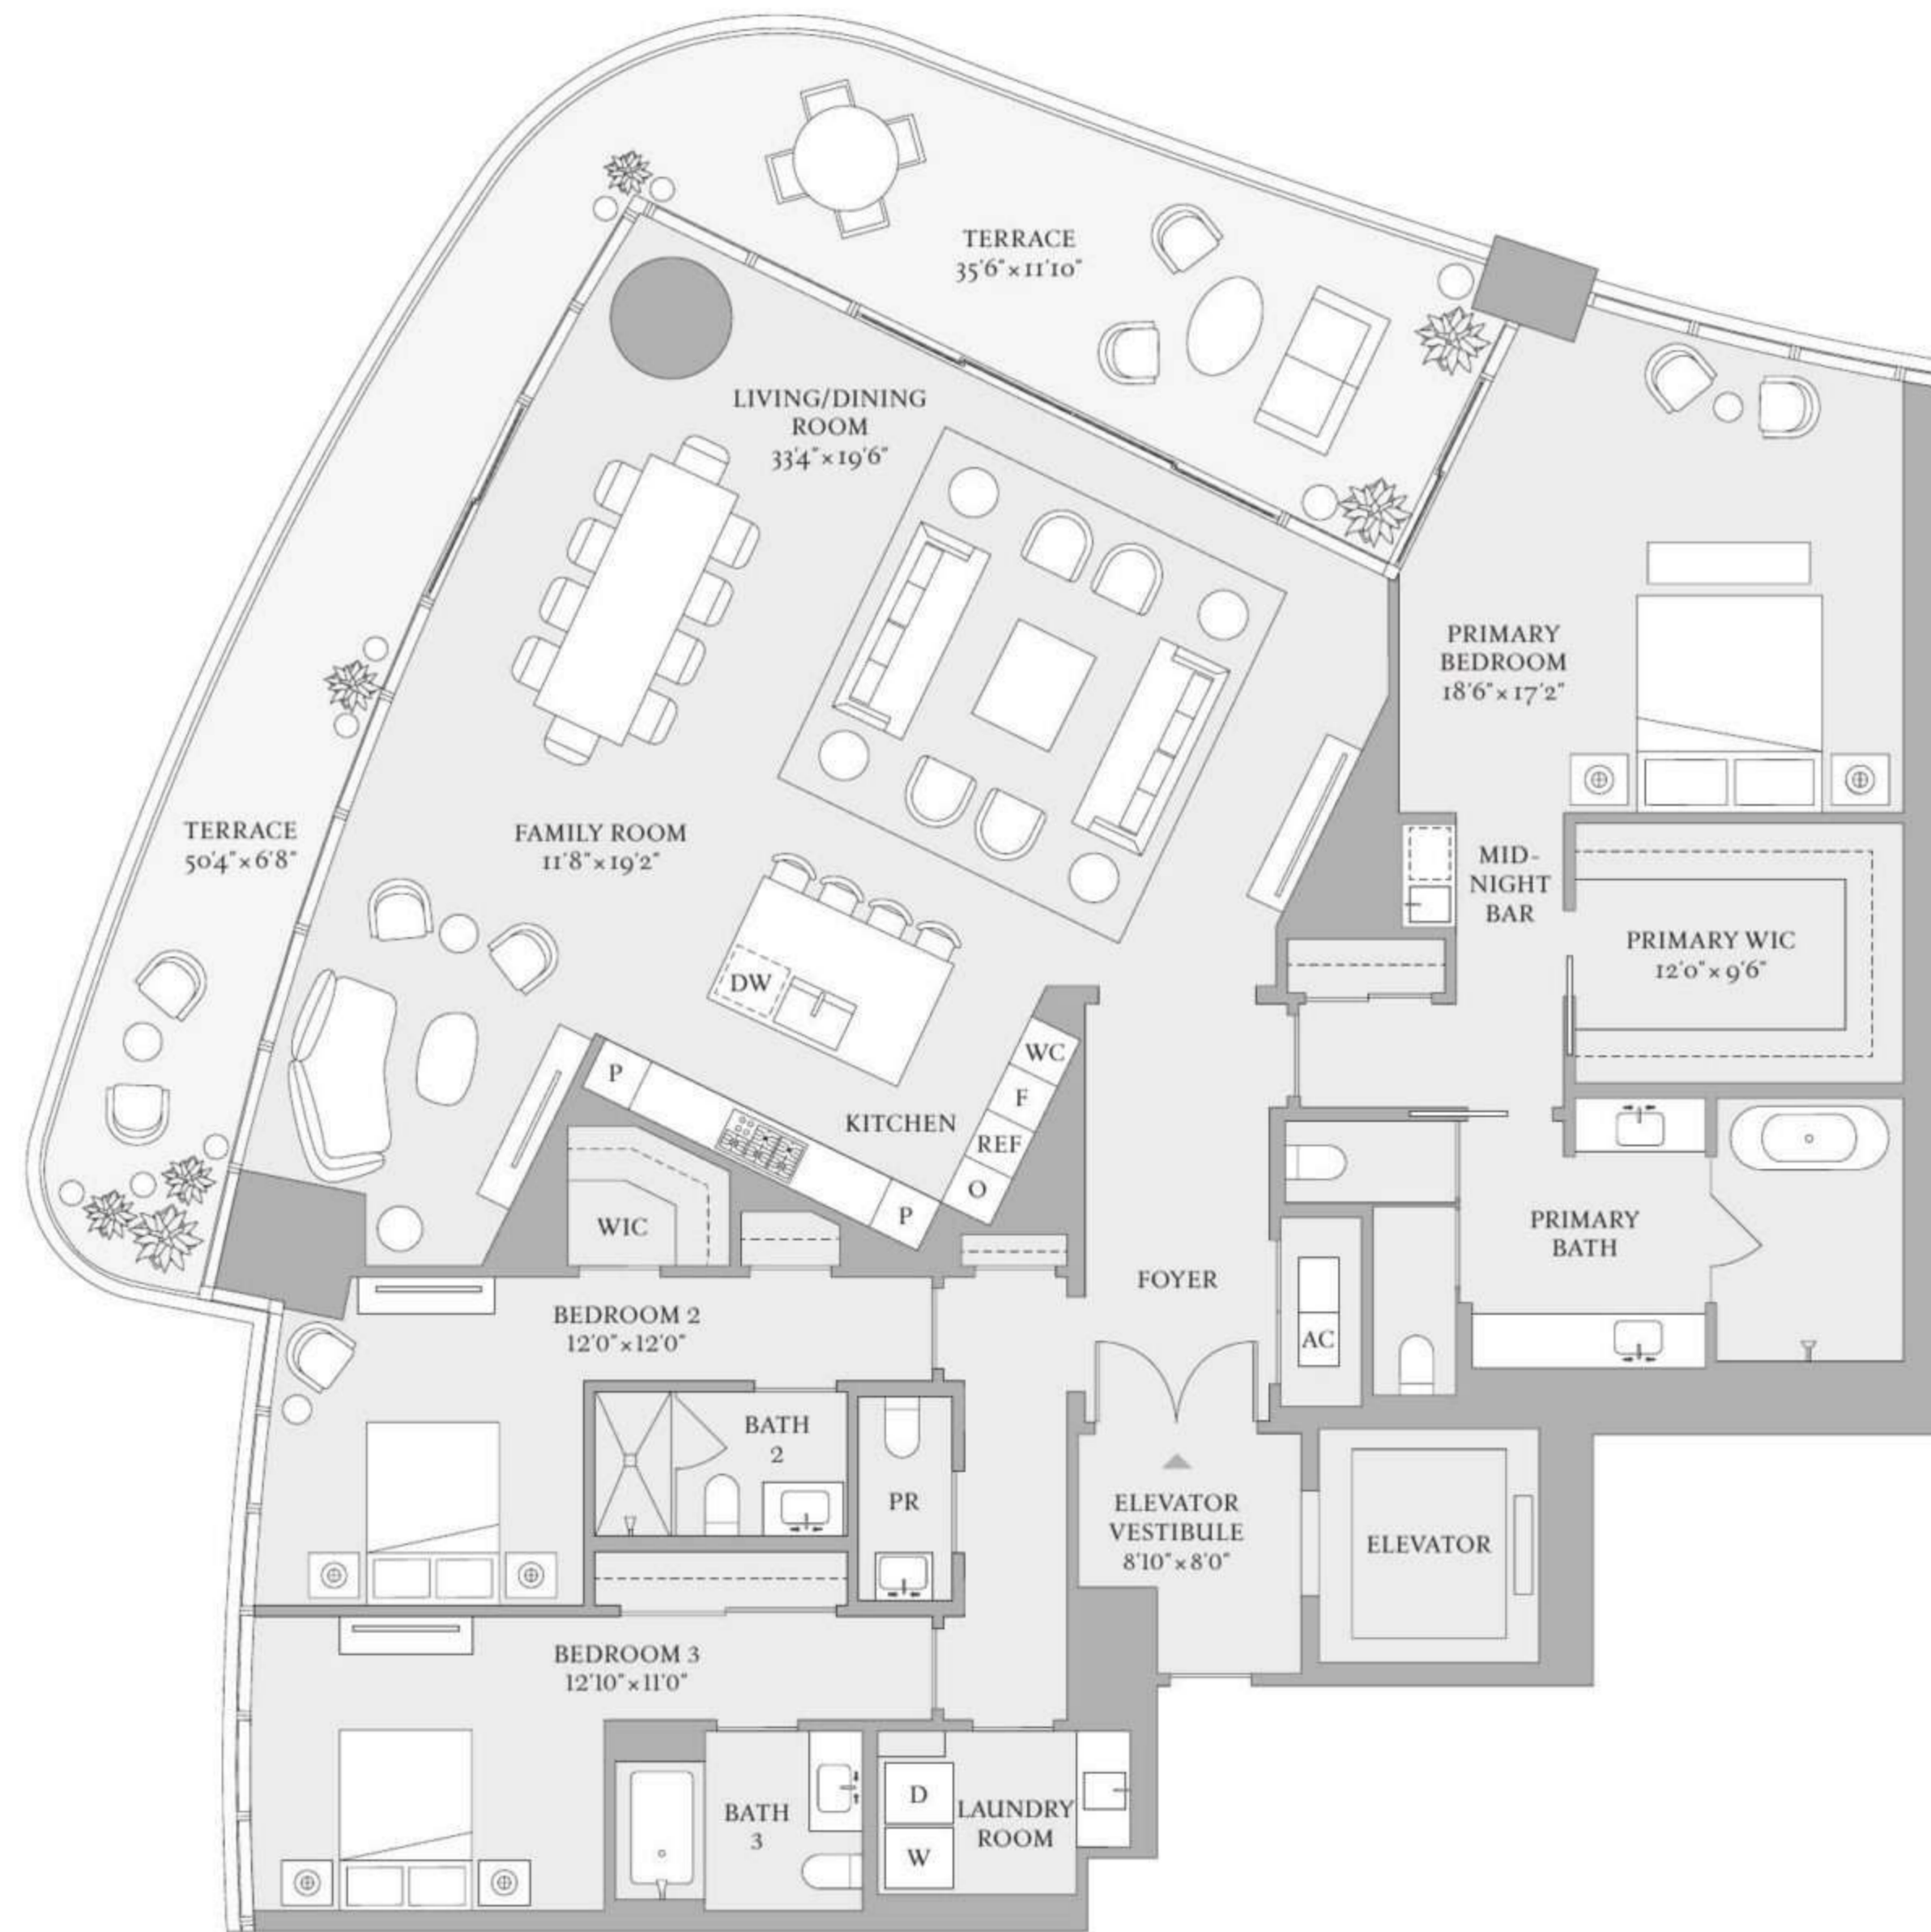 TERRACE
35'6"×11'10"
LIVING/DINING
ROOM
33'4"×19'6"
PRIMARY
BEDROOM
18'6"×17'2"
TERRACE
50'4"×6'8"
FAMILY ROOM
11'8"×19'2"
MID-
NIGHT
BAR
PRIMARY WIC
12'0"×9'6"
DW
WC
F
REF
O
P
KITCHEN
P
WIC
PRIMARY
BATH
FOYER
AC
BEDROOM 2
12'0"×12'0"
BATH
2
PR
ELEVATOR
VESTIBULE
8'10"×8'0"
ELEVATOR
BEDROOM 3
12'10"×11'0"
BATH
3
D
W
LAUNDRY
ROOM